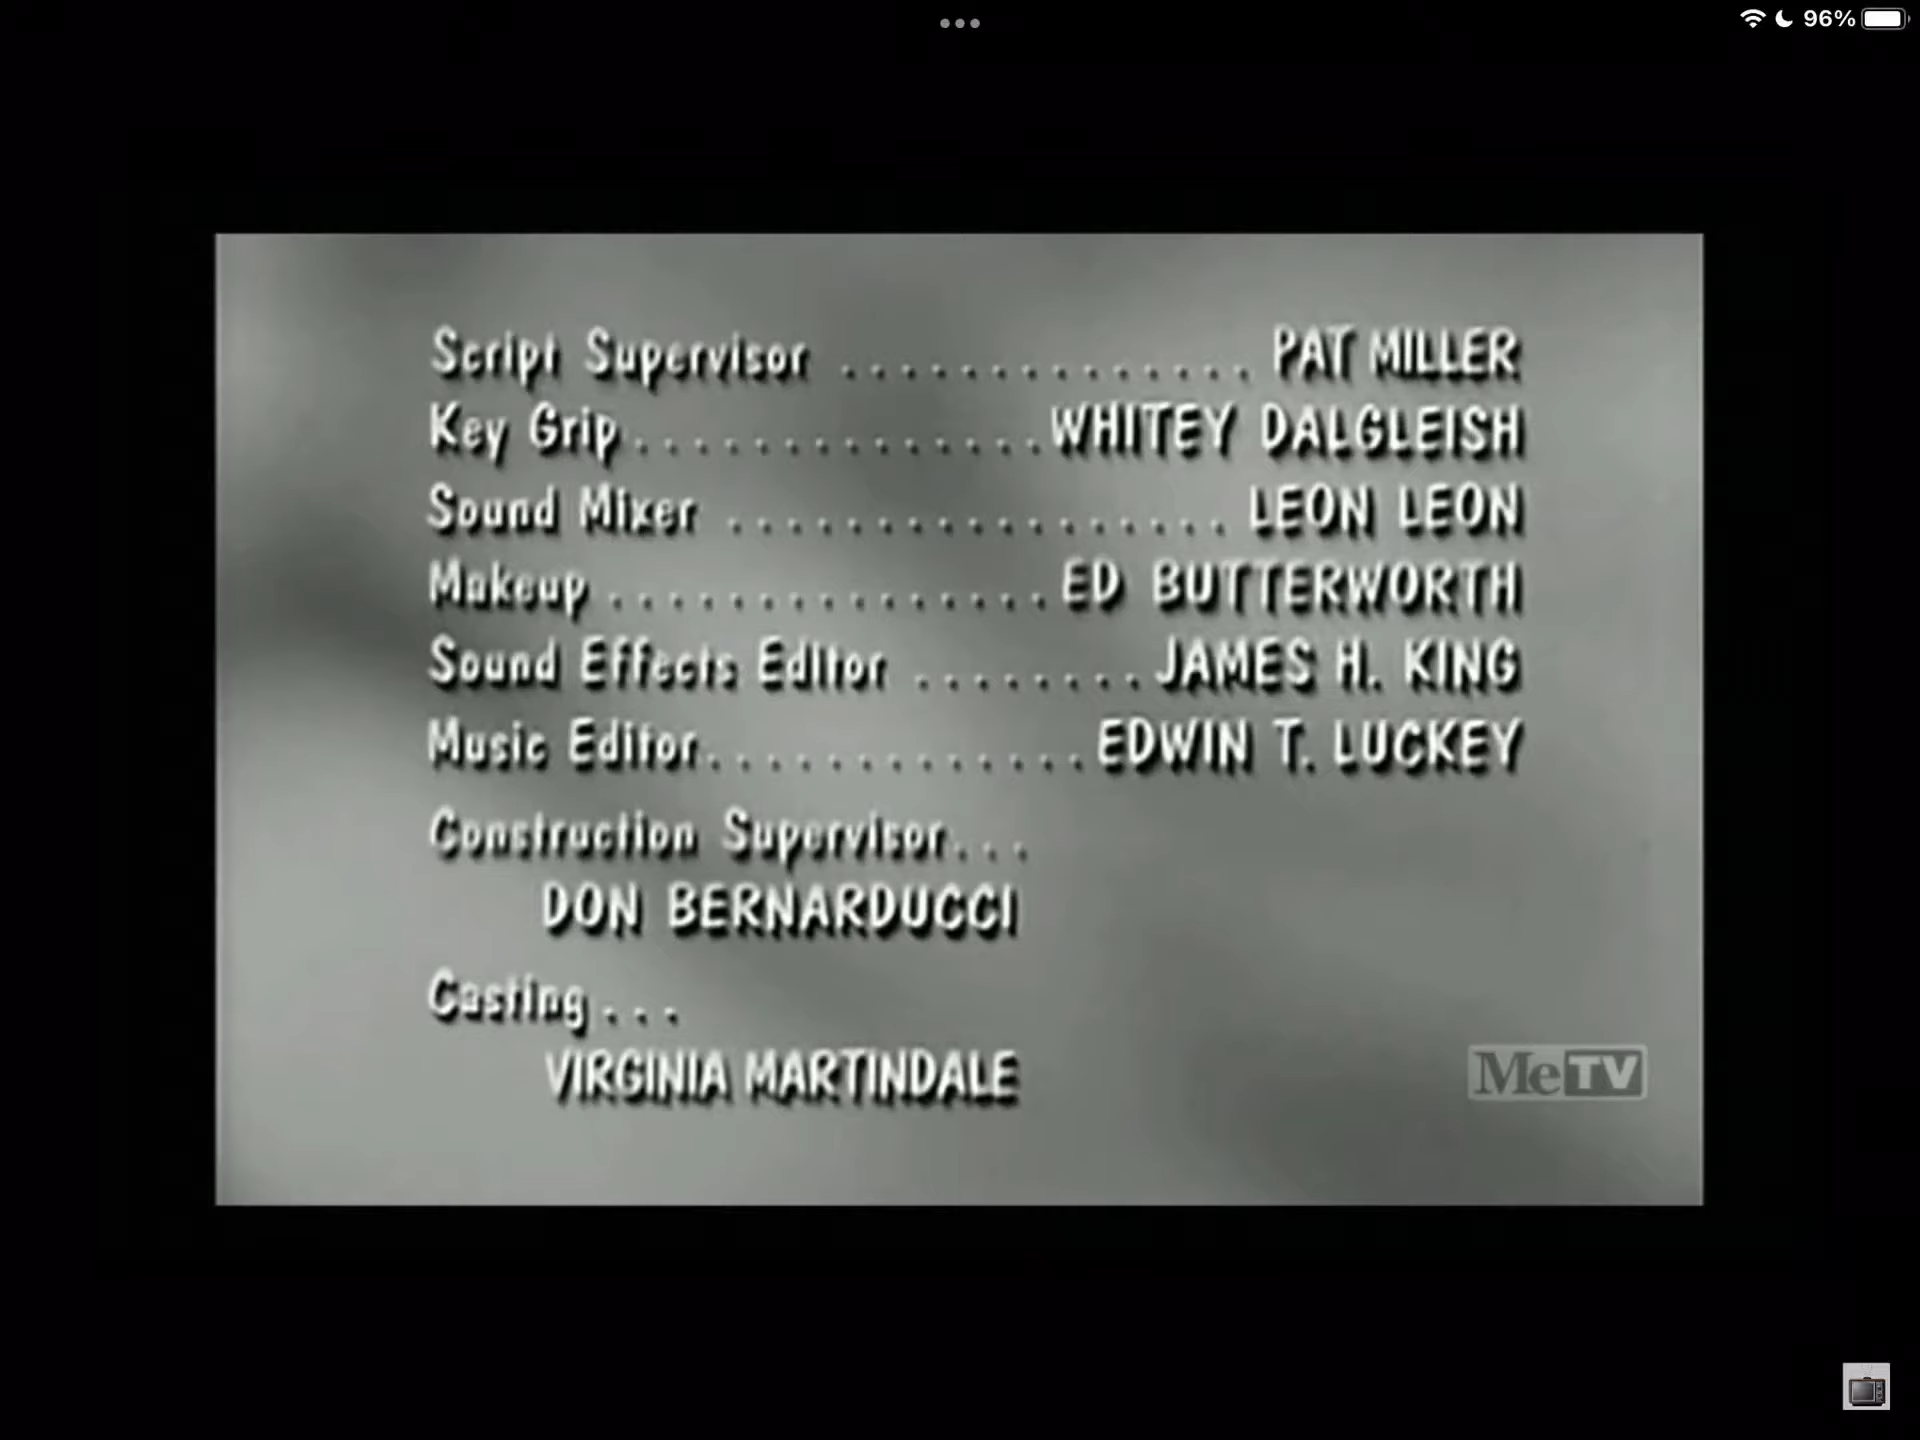 96%
Script Supervisor .............. PAT MILLER
Key Grip .............. WHITEY DALGLEISH
Sound Mixer ................. LEON LEON
Makeup ............... ED BUTTERWORTH
Sound Effects Editor ........ JAMES H. KING
Music Editor ............. EDWIN T. LUCKEY
Construction Supervisor...
DON BERNARDUCCI
Casting...
VIRGINIA MARTINDALE
MeTV